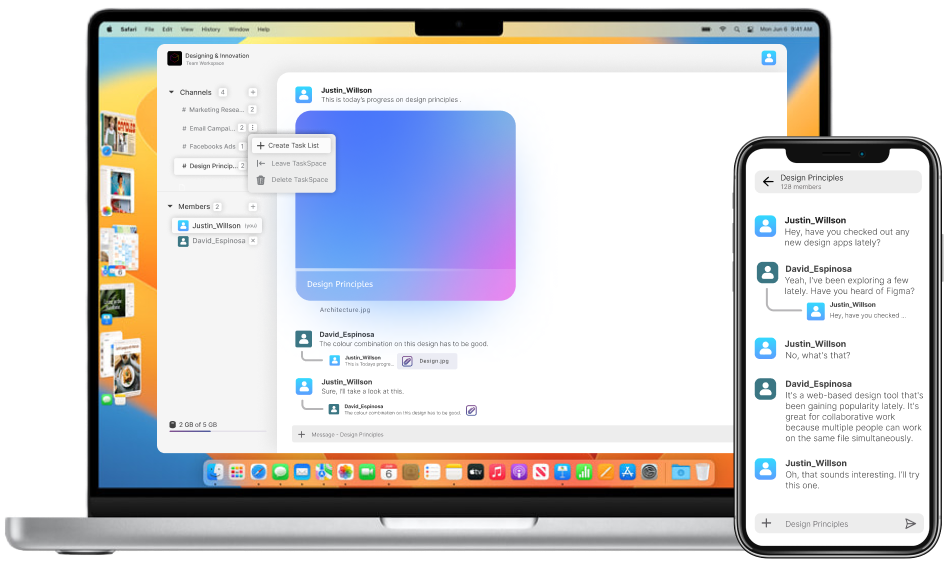 Safari File Edit View History Window Help
Mon Jun 6 9:41 AM
Designing & Innovation
Team Workspace
Channels 4 +
# Marketing Resea... 2
# Email Campai... 2
# Facebooks Ads 1
# Design Princip... 2
+ Create Task List
Leave TaskSpace
Delete TaskSpace
Members 2 +
Justin_Willson (you)
David_Espinosa ×
2 GB of 5 GB
Justin_Willson
This is today's progress on design principles .
Design Principles
Architecture.jpg
David_Espinosa
The colour combination on this design has to be good.
Justin_Willson
This is Todays progre...
Design.jpg
Justin_Willson
Sure, I'll take a look at this.
David_Espinosa
The colour combination on this design has to be good.
+ Message - Design Principles
6
tv
Design Principles
128 members
Justin_Willson
Hey, have you checked out any
new design apps lately?
David_Espinosa
Yeah, I've been exploring a few
lately. Have you heard of Figma?
Justin_Willson
Hey, have you checked ...
Justin_Willson
No, what's that?
David_Espinosa
It's a web-based design tool that's
been gaining popularity lately. It's
great for collaborative work
because multiple people can work
on the same file simultaneously.
Justin_Willson
Oh, that sounds interesting. I'll try
this one.
+ Design Principles